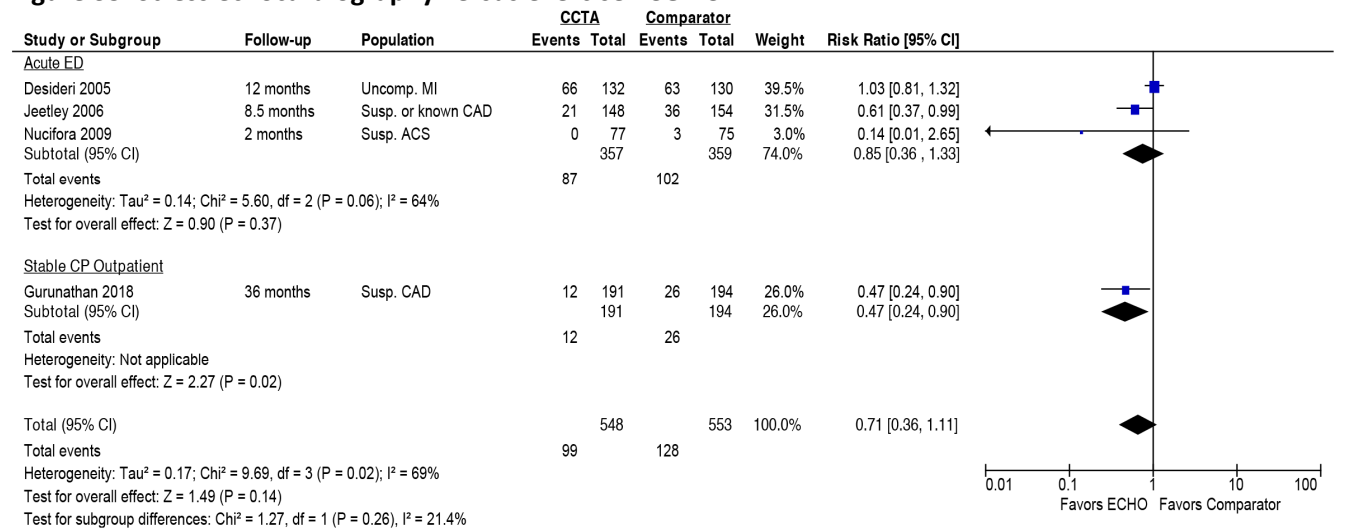 CCTA Comparator
Study or Subgroup Follow-up Population Events Total Events Total Weight Risk Ratio [95% CI]
Acute ED
Desideri 2005 12 months Uncomp. MI 66 132 63 130 39.5% 1.03 [0.81, 1.32]
Jeetley 2006 8.5 months Susp. or known CAD 21 148 36 154 31.5% 0.61 [0.37, 0.99]
Nucifora 2009 2 months Susp. ACS 0 77 3 75 3.0% 0.14 [0.01, 2.65]
Subtotal (95% CI) 357 359 74.0% 0.85 [0.36 , 1.33]
Total events 87 102
Heterogeneity: Tau² = 0.14; Chi² = 5.60, df = 2 (P = 0.06); I² = 64%
Test for overall effect: Z = 0.90 (P = 0.37)
Stable CP Outpatient
Gurunathan 2018 36 months Susp. CAD 12 191 26 194 26.0% 0.47 [0.24, 0.90]
Subtotal (95% CI) 191 194 26.0% 0.47 [0.24, 0.90]
Total events 12 26
Heterogeneity: Not applicable
Test for overall effect: Z = 2.27 (P = 0.02)
Total (95% CI) 548 553 100.0% 0.71 [0.36, 1.11]
Total events 99 128
Heterogeneity: Tau² = 0.17; Chi² = 9.69, df = 3 (P = 0.02); I² = 69%
Test for overall effect: Z = 1.49 (P = 0.14)
Test for subgroup differences: Chi² = 1.27, df = 1 (P = 0.26), I² = 21.4%
0.01 0.1 1 10 100
Favors ECHO Favors Comparator